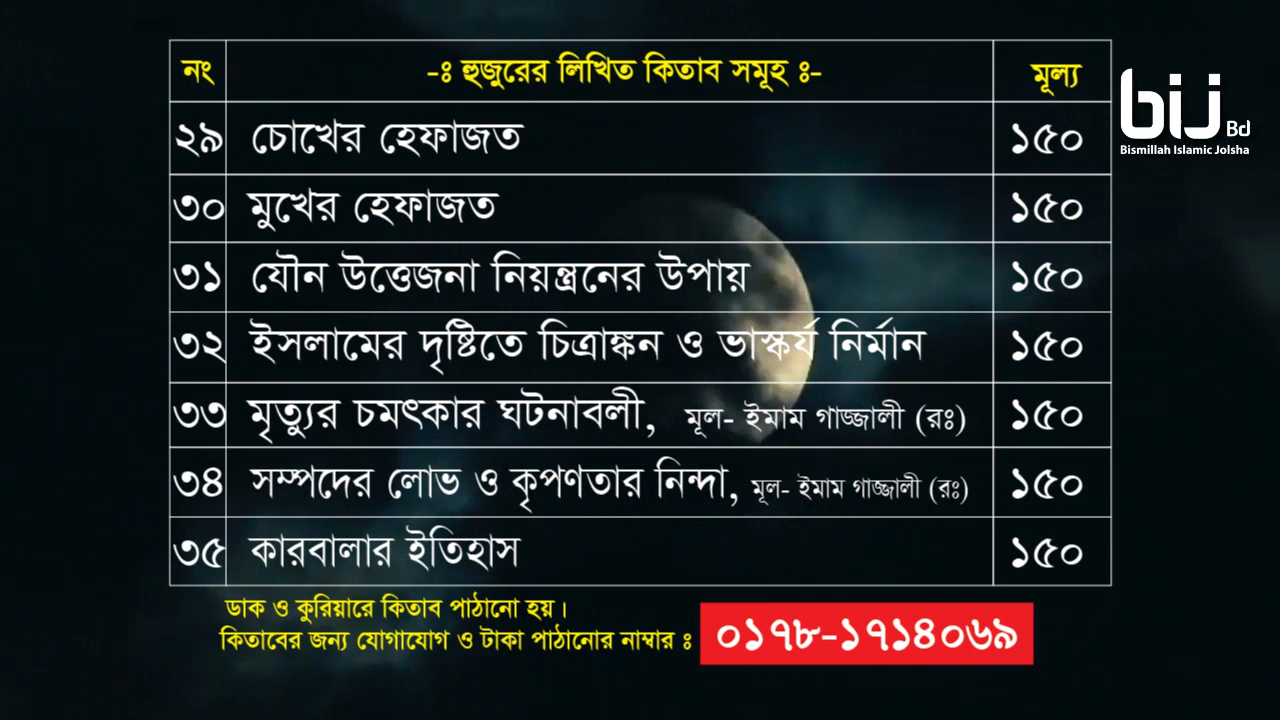 নং -ঃ হুজুরের লিখিত কিতাব সমূহ ঃ- মূল্য
২৯ চোখের হেফাজত ১৫০
৩০ মুখের হেফাজত ১৫০
৩১ যৌন উত্তেজনা নিয়ন্ত্রনের উপায় ১৫০
৩২ ইসলামের দৃষ্টিতে চিত্রাঙ্কন ও ভাস্কর্য নির্মান ১৫০
৩৩ মৃত্যুর চমৎকার ঘটনাবলী, মূল- ইমাম গাজ্জালী (রঃ) ১৫০
৩৪ সম্পদের লোভ ও কৃপণতার নিন্দা, মূল- ইমাম গাজ্জালী (রঃ) ১৫০
৩৫ কারবালার ইতিহাস ১৫০
ডাক ও কুরিয়ারে কিতাব পাঠানো হয়।
কিতাবের জন্য যোগাযোগ ও টাকা পাঠানোর নাম্বার ঃ ০১৭৮-১৭১৪০৬৯
bij Bd
Bismillah Islamic Jolsha